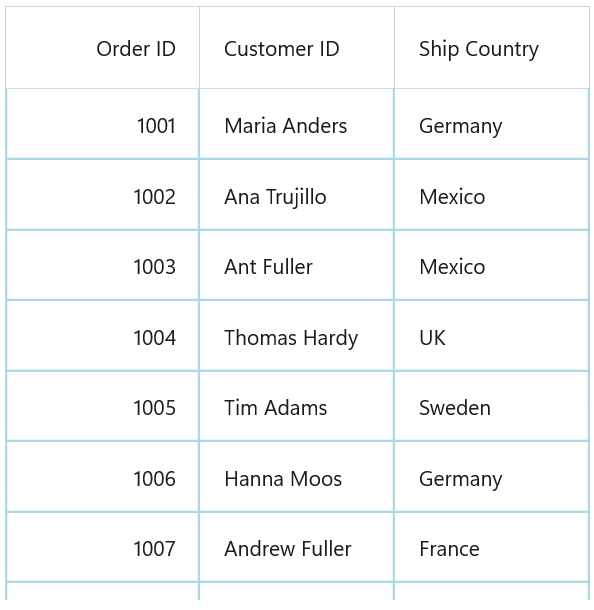 Order ID Customer ID Ship Country
1001 Maria Anders Germany
1002 Ana Trujillo Mexico
1003 Ant Fuller Mexico
1004 Thomas Hardy UK
1005 Tim Adams Sweden
1006 Hanna Moos Germany
1007 Andrew Fuller France